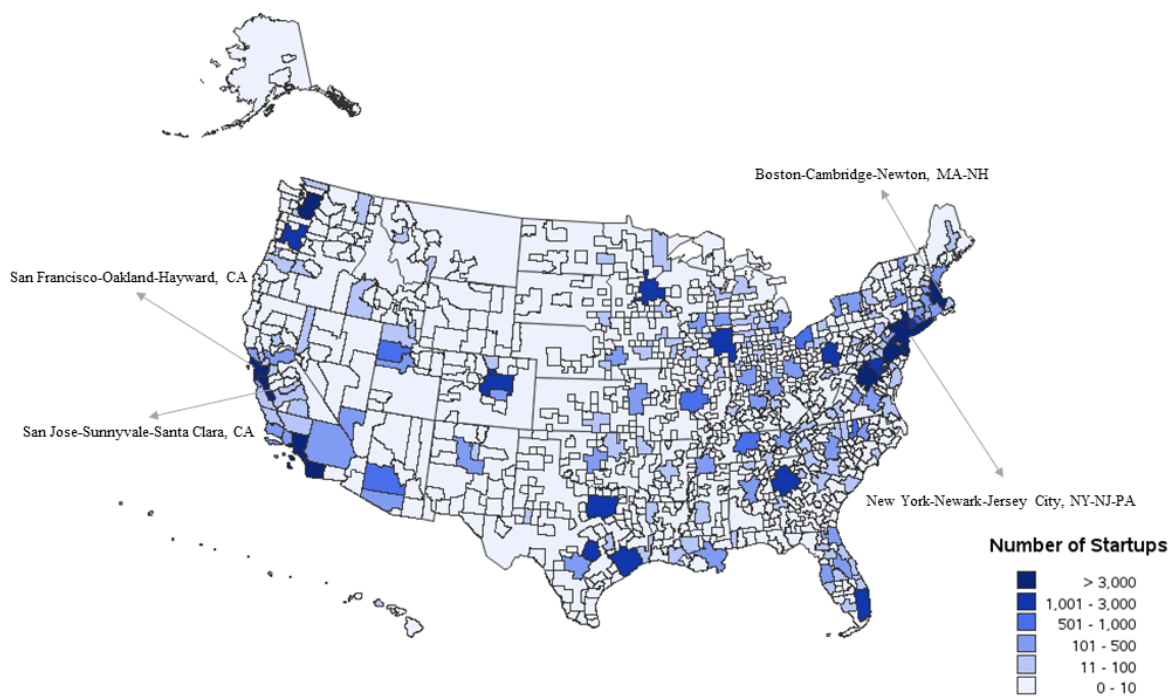 Boston-Cambridge-Newton, MA-NH
San Francisco-Oakland-Hayward, CA
San Jose-Sunnyvale-Santa Clara, CA
New York-Newark-Jersey City, NY-NJ-PA
Number of Startups
> 3,000
1,001 - 3,000
501 - 1,000
101 - 500
11 - 100
0 - 10